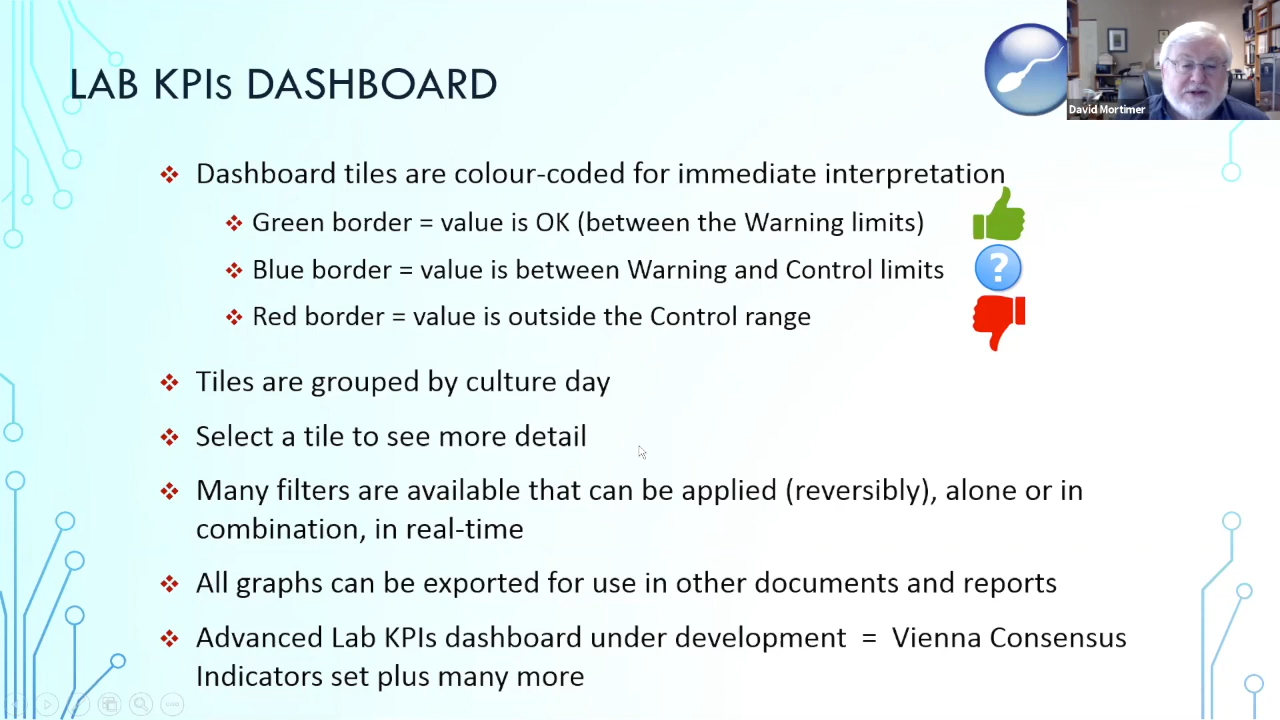 LAB KPIs DASHBOARD
David Mortimer
Dashboard tiles are colour-coded for immediate interpretation
Green border = value is OK (between the Warning limits)
Blue border = value is between Warning and Control limits
?
Red border = value is outside the Control range
Tiles are grouped by culture day
Select a tile to see more detail
Many filters are available that can be applied (reversibly), alone or in
combination, in real-time
All graphs can be exported for use in other documents and reports
Advanced Lab KPIs dashboard under development = Vienna Consensus
Indicators set plus many more